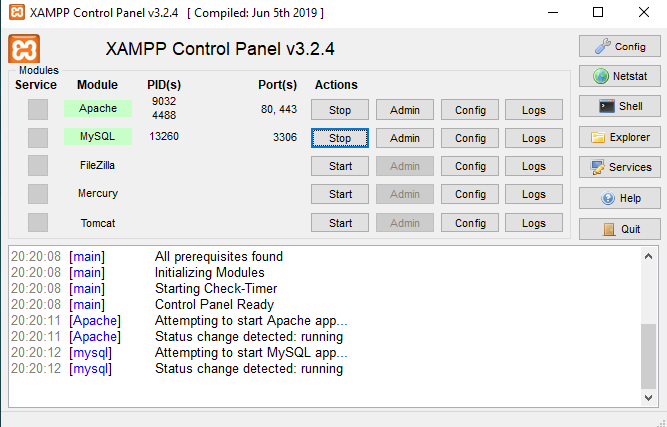 XAMPP Control Panel v3.2.4 [ Compiled: Jun 5th 2019 ]
XAMPP Control Panel v3.2.4
Config
Modules
Service Module PID(s) Port(s) Actions
Netstat
Apache 9032 4488 80, 443 Stop Admin Config Logs
Shell
MySQL 13260 3306 Stop Admin Config Logs
Explorer
FileZilla Start Admin Config Logs
Services
Mercury Start Admin Config Logs
Help
Tomcat Start Admin Config Logs
Quit
20:20:08 [main] All prerequisites found
20:20:08 [main] Initializing Modules
20:20:08 [main] Starting Check-Timer
20:20:08 [main] Control Panel Ready
20:20:11 [Apache] Attempting to start Apache app...
20:20:11 [Apache] Status change detected: running
20:20:12 [mysql] Attempting to start MySQL app...
20:20:12 [mysql] Status change detected: running